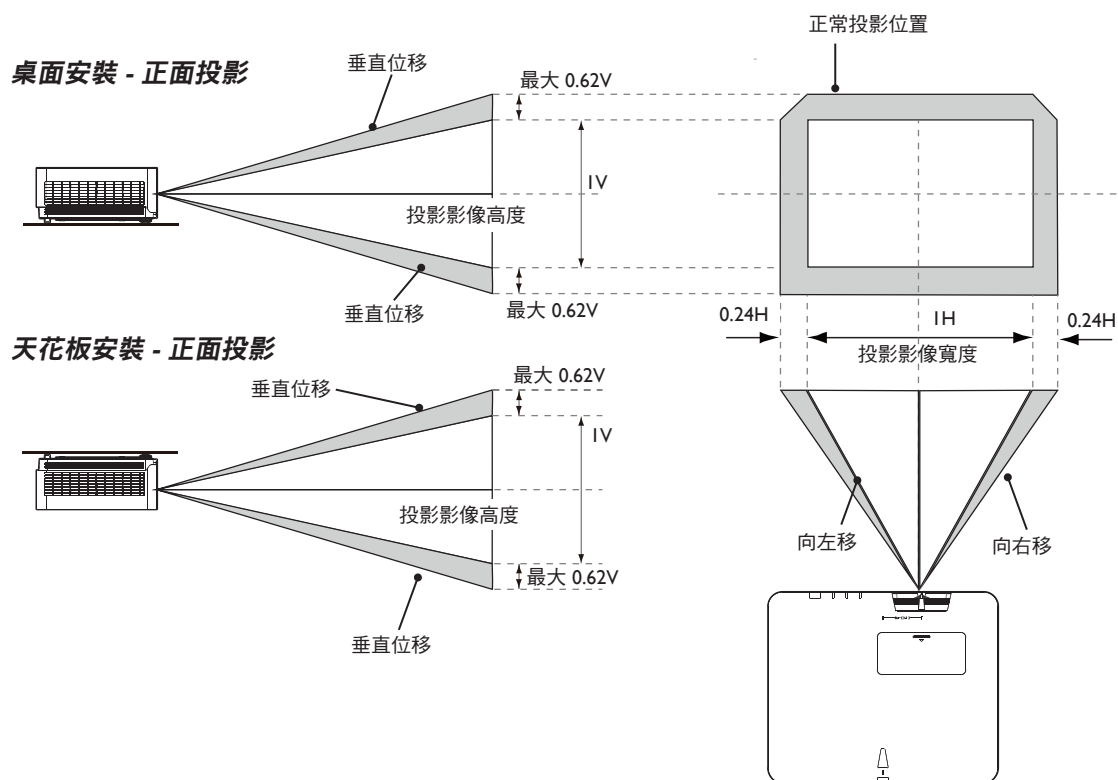 正常投影位置
桌面安裝 - 正面投影
垂直位移
最大 0.62V
1V
投影影像高度
垂直位移
最大 0.62V
0.24H
1H
0.24H
投影影像寬度
天花板安裝 - 正面投影
垂直位移
最大 0.62V
1V
投影影像高度
最大 0.62V
垂直位移
向左移
向右移